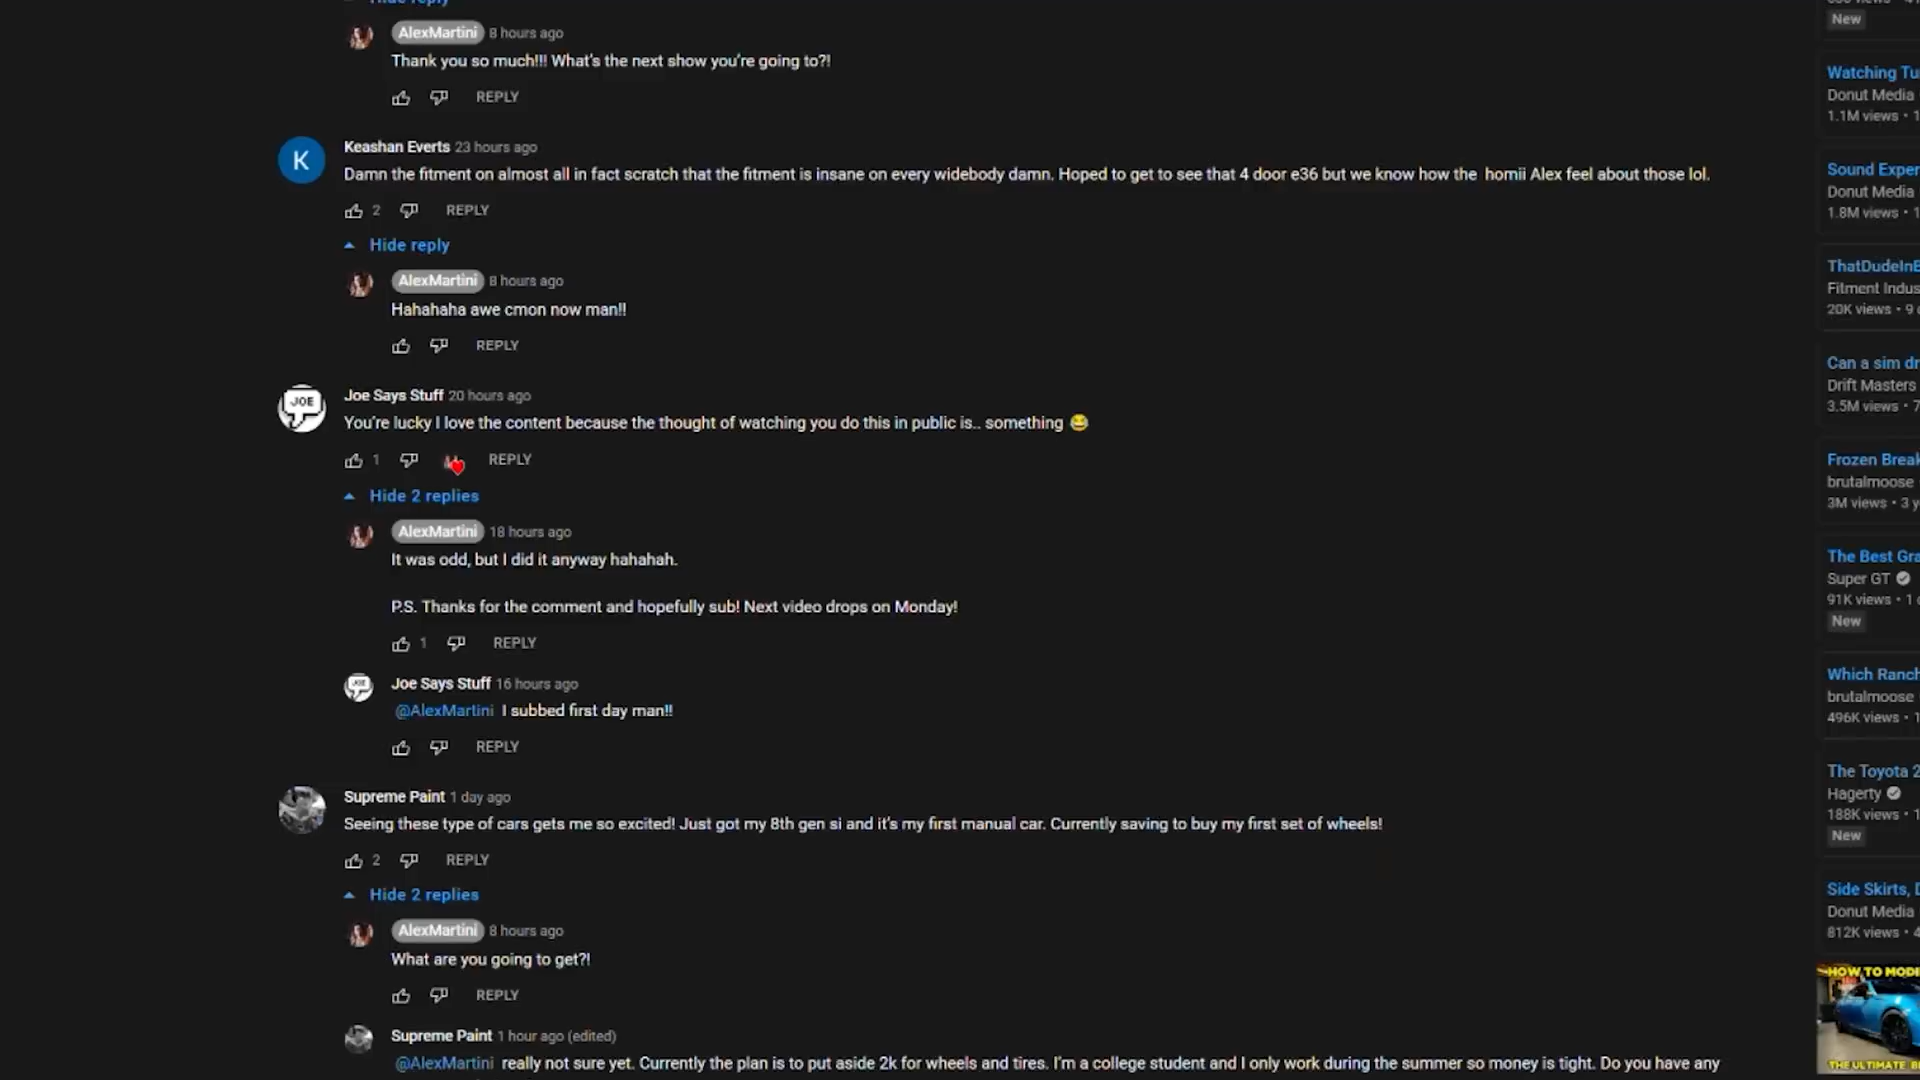 Hide reply
AlexMartini 8 hours ago
Thank you so much!!! What's the next show you're going to?!
REPLY
K
Keashan Everts 23 hours ago
Damn the fitment on almost all in fact scratch that the fitment is insane on every widebody damn. Hoped to get to see that 4 door e36 but we know how the homii Alex feel about those lol.
2 REPLY
Hide reply
AlexMartini 8 hours ago
Hahahaha awe cmon now man!!
REPLY
JOE
Joe Says Stuff 20 hours ago
You're lucky I love the content because the thought of watching you do this in public is.. something 😂
1 REPLY
Hide 2 replies
AlexMartini 18 hours ago
It was odd, but I did it anyway hahahah.
P.S. Thanks for the comment and hopefully sub! Next video drops on Monday!
1 REPLY
JOE
Joe Says Stuff 16 hours ago
@AlexMartini I subbed first day man!!
REPLY
Supreme Paint 1 day ago
Seeing these type of cars gets me so excited! Just got my 8th gen si and it's my first manual car. Currently saving to buy my first set of wheels!
2 REPLY
Hide 2 replies
AlexMartini 8 hours ago
What are you going to get?!
REPLY
Supreme Paint 1 hour ago (edited)
@AlexMartini really not sure yet. Currently the plan is to put aside 2k for wheels and tires. I'm a college student and I only work during the summer so money is tight. Do you have any
New
Watching Tu
Donut Media
1.1M views • 1
Sound Exper
Donut Media
1.8M views • 1
ThatDudeInB
Fitment Indus
20K views • 9
Can a sim dr
Drift Masters
3.5M views • 7
Frozen Break
brutalmoose
3M views • 3 y
The Best Gra
Super GT
91K views • 1
New
Which Ranch
brutalmoose
496K views • 1
The Toyota 2
Hagerty
188K views • 1
New
Side Skirts, D
Donut Media
812K views • 4
HOW TO MODI
THE ULTIMATE